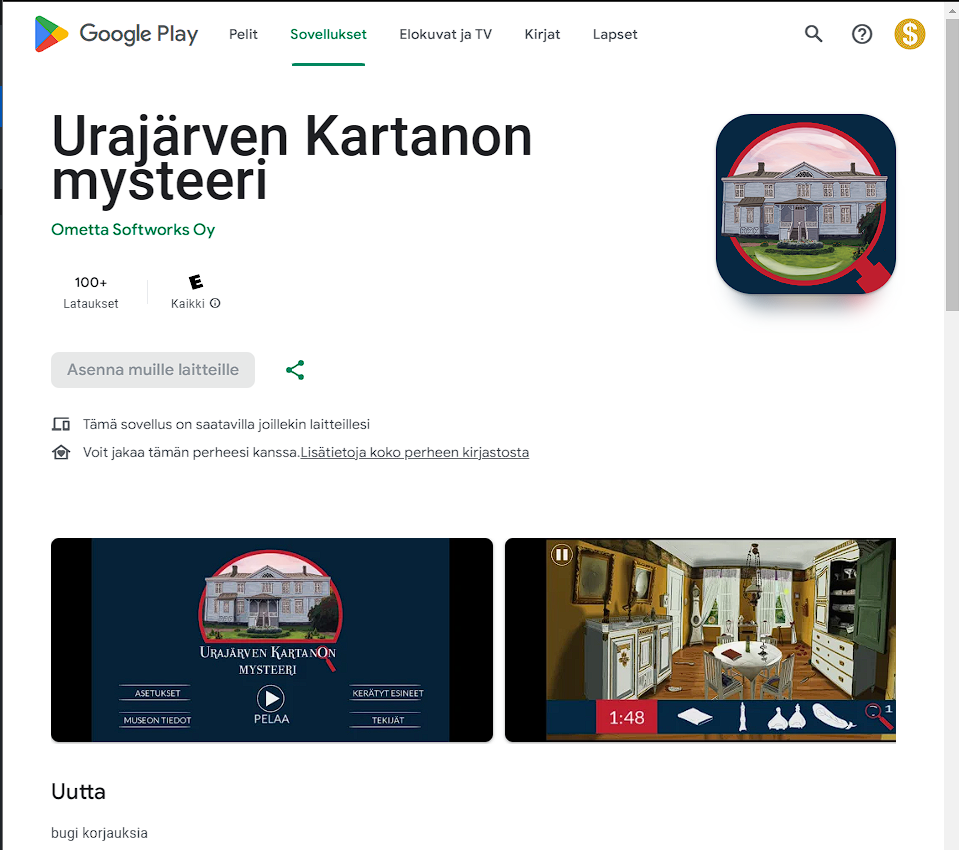 Google Play Pelit Sovellukset Elokuvat ja TV Kirjat Lapset
Urajärven Kartanon
mysteeri
Ometta Softworks Oy
100+
Lataukset
E
Kaikki
Asenna muille laitteille
Tämä sovellus on saatavilla joillekin laitteillesi
Voit jakaa tämän perheesi kanssa.Lisätietoja koko perheen kirjastosta
URAJÄRVEN KARTANON
MYSTEERI
ASETUKSET
MUSEON TIEDOT
PELAA
KERÄTYT ESINEET
TEKIJÄT
1:48
1
Uutta
bugi korjauksia